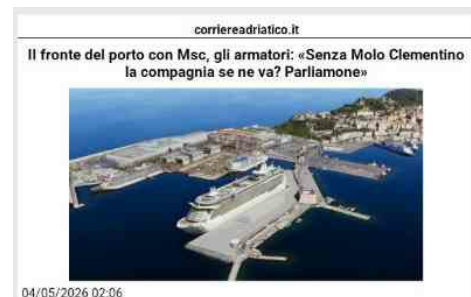 corriereadriatico.it
Il fronte del porto con Msc, gli armatori: «Senza Molo Clementino
la compagnia se ne va? Parliamone»
04/05/2026 02:06